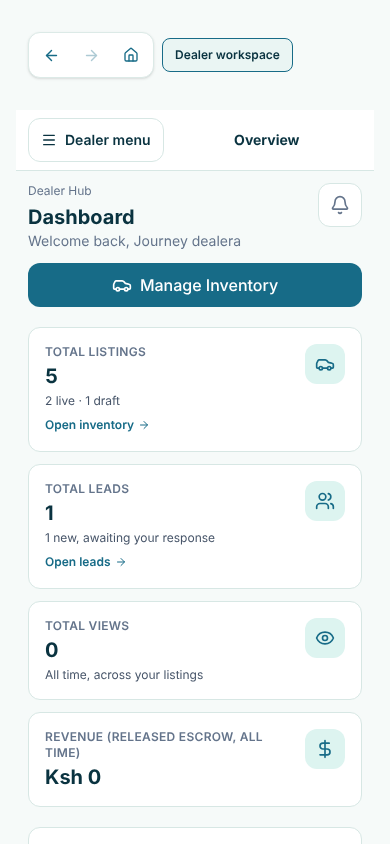 Dealer workspace
Dealer menu
Overview
Dealer Hub
Dashboard
Welcome back, Journey dealera
Manage Inventory
TOTAL LISTINGS
5
2 live · 1 draft
Open inventory →
TOTAL LEADS
1
1 new, awaiting your response
Open leads →
TOTAL VIEWS
0
All time, across your listings
REVENUE (RELEASED ESCROW, ALL
TIME)
Ksh 0